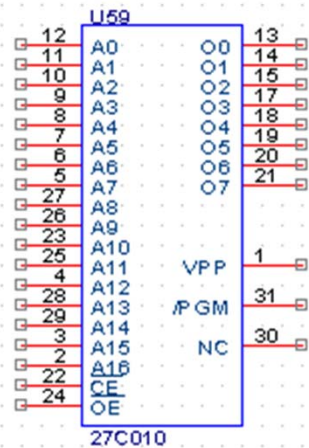 U59
12 A0 O0 13
11 A1 O1 14
10 A2 O2 15
9 A3 O3 17
8 A4 O4 18
7 A5 O5 19
6 A6 O6 20
5 A7 O7 21
27 A8
26 A9
23 A10
25 A11 VPP 1
4 A12
28 A13 /PGM 31
29 A14
3 A15 NC 30
2 A16
22 CE
24 OE
27C010